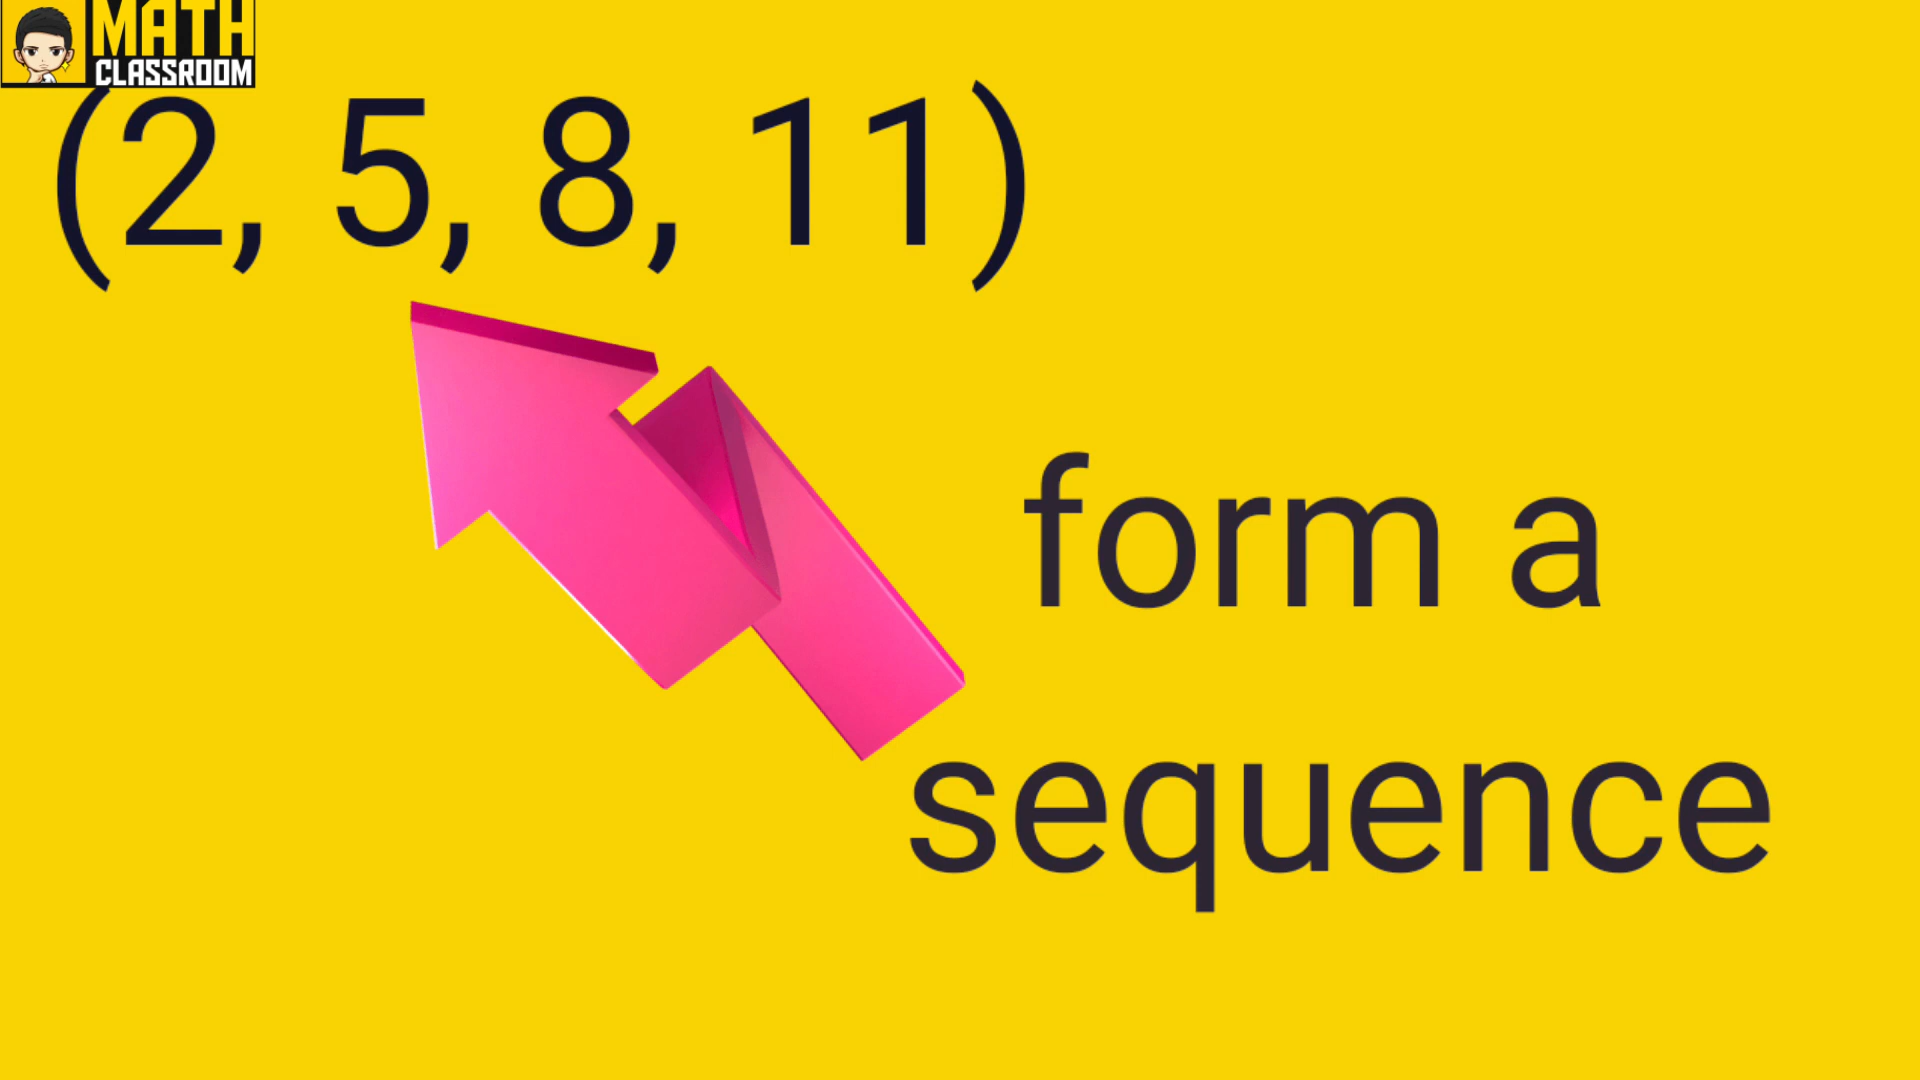 MATH
CLASSROOM
(2, 5, 8, 11)
form a
sequence